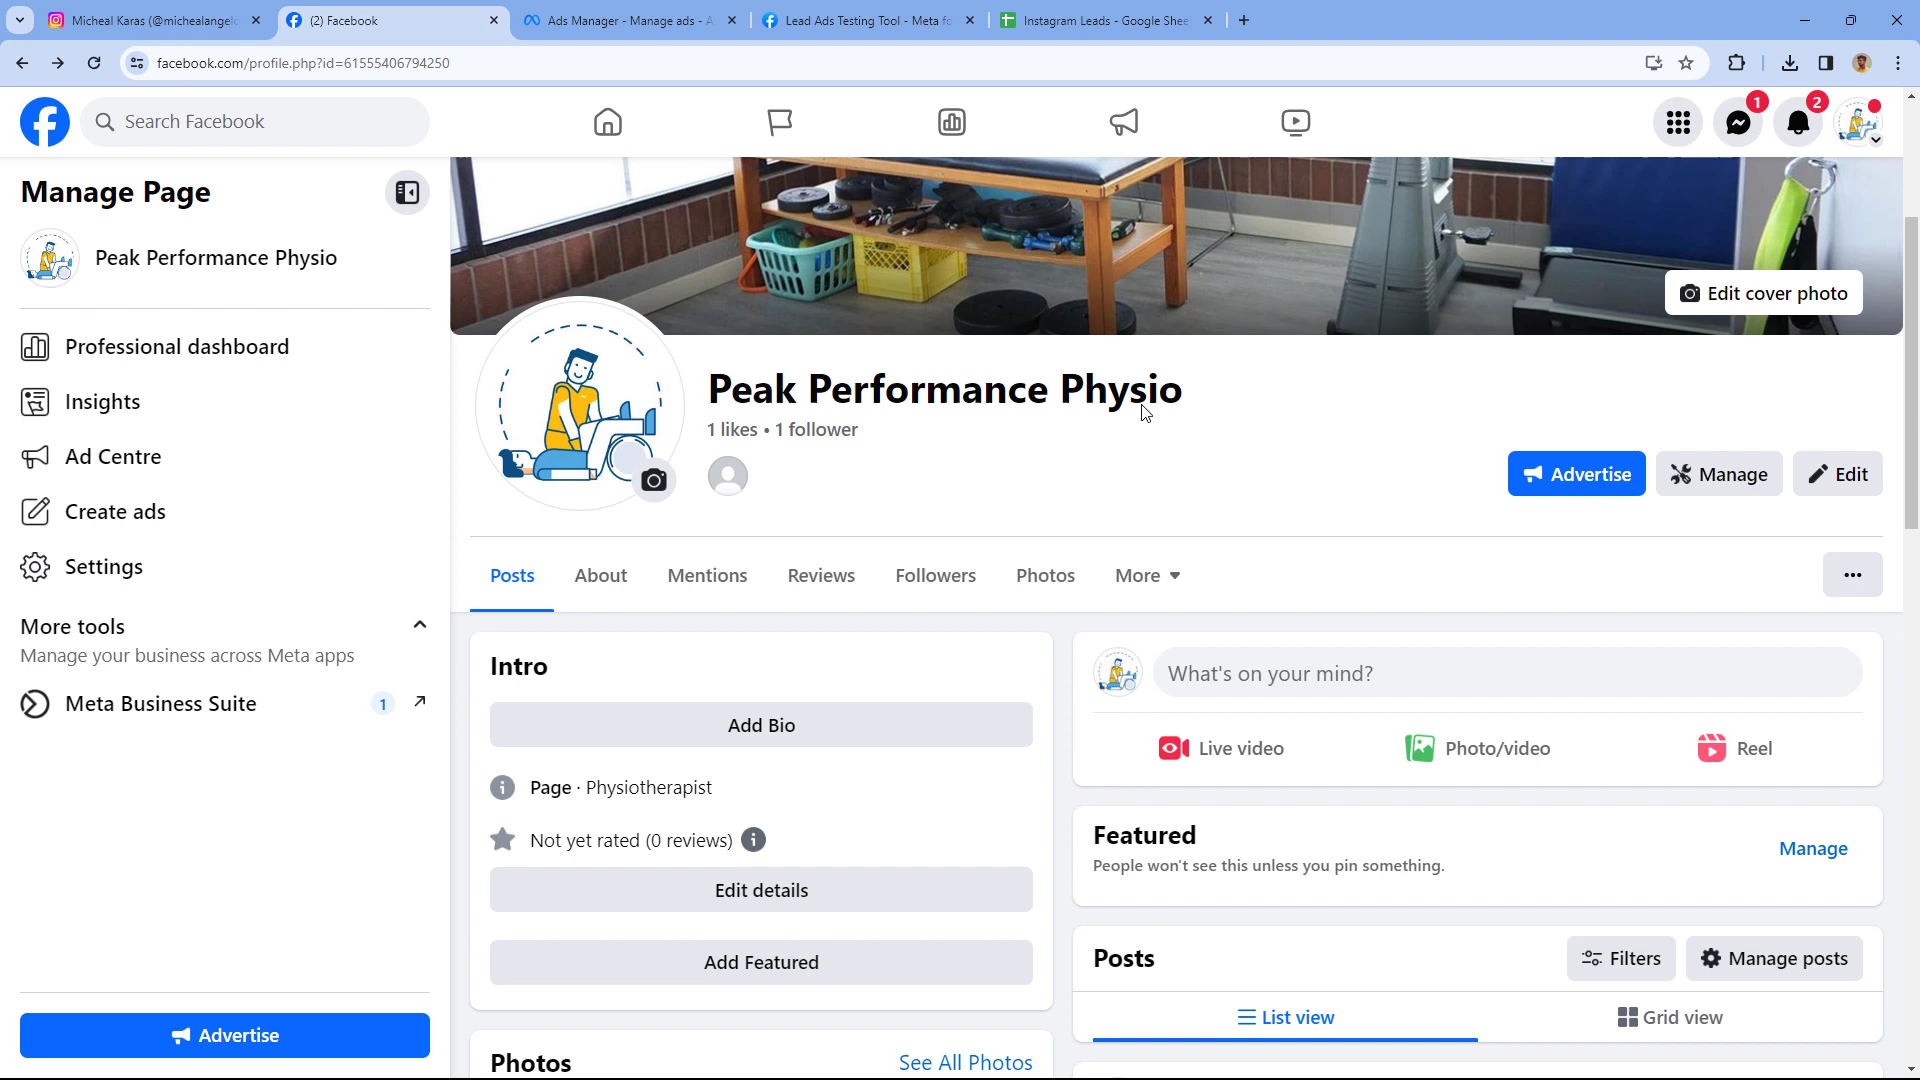 Micheal Karas (@michealangelo
(2) Facebook
Ads Manager - Manage ads - A
Lead Ads Testing Tool - Meta fo
Instagram Leads - Google Shee
facebook.com/profile.php?id=61555406794250
Search Facebook
1
2
Manage Page
Peak Performance Physio
Professional dashboard
Insights
Ad Centre
Create ads
Settings
More tools
Manage your business across Meta apps
Meta Business Suite 1
Advertise
Edit cover photo
Peak Performance Physio
1 likes • 1 follower
Advertise Manage Edit
Posts About Mentions Reviews Followers Photos More
Intro
Add Bio
Page · Physiotherapist
Not yet rated (0 reviews)
Edit details
Add Featured
Photos See All Photos
What's on your mind?
Live video Photo/video Reel
Featured
People won't see this unless you pin something.
Manage
Posts Filters Manage posts
List view Grid view